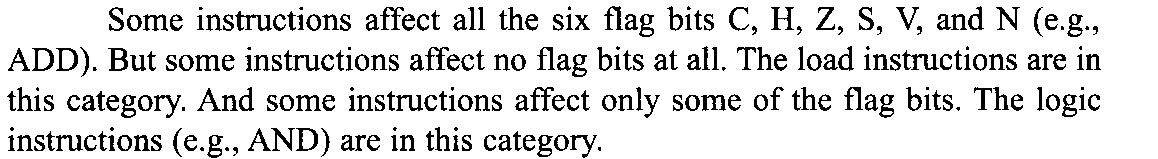 Some instructions affect all the six flag bits C, H, Z, S, V, and N (e.g.,
ADD). But some instructions affect no flag bits at all. The load instructions are in
this category. And some instructions affect only some of the flag bits. The logic
instructions (e.g., AND) are in this category.